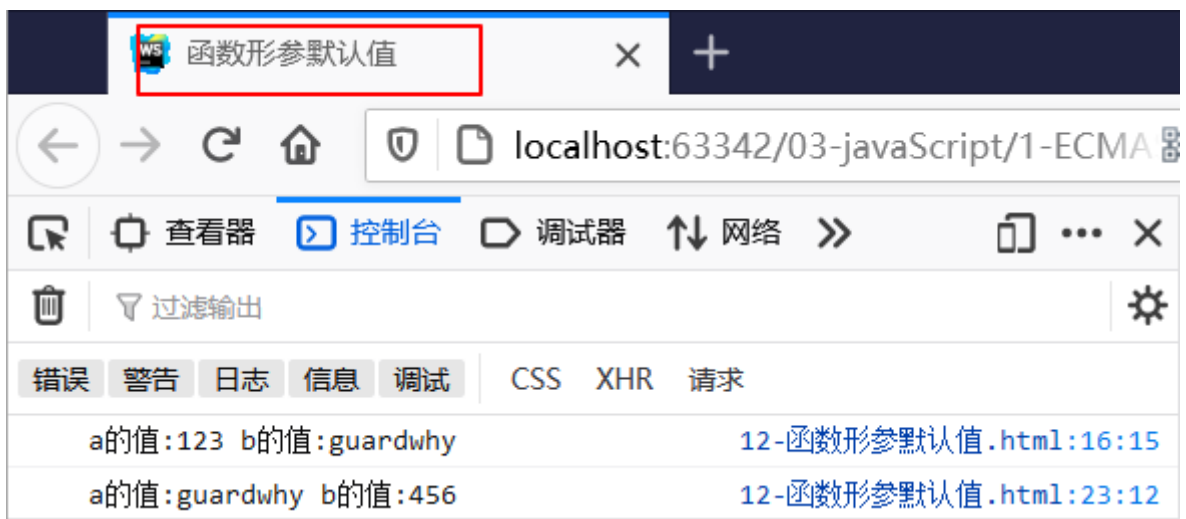 WS 函数形参默认值
localhost:63342/03-javaScript/1-ECMA
查看器 控制台 调试器 网络
过滤输出
错误 警告 日志 信息 调试 CSS XHR 请求
a的值:123 b的值:guardwhy 12-函数形参默认值.html:16:15
a的值:guardwhy b的值:456 12-函数形参默认值.html:23:12